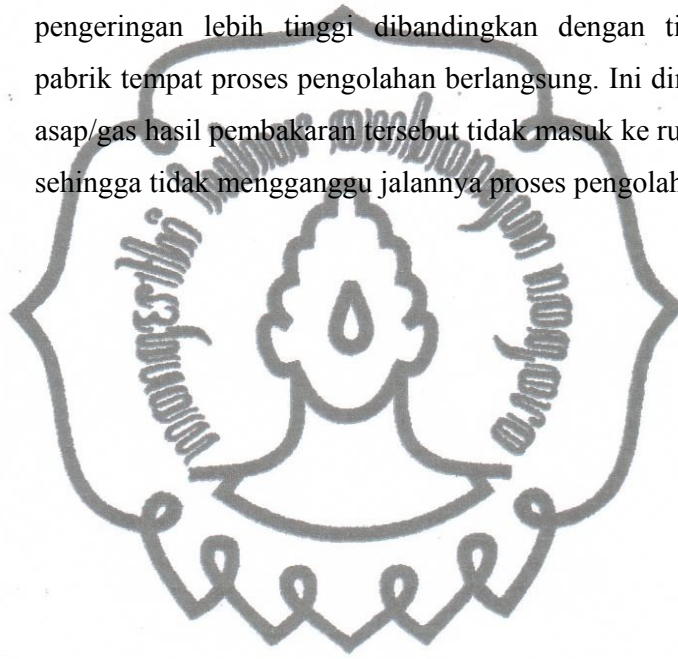 pengeringan lebih tinggi dibandingkan dengan ti
pabrik tempat proses pengolahan berlangsung. Ini
asap/gas hasil pembakaran tersebut tidak masuk ke ru
sehingga tidak mengganggu jalannya proses pengolah